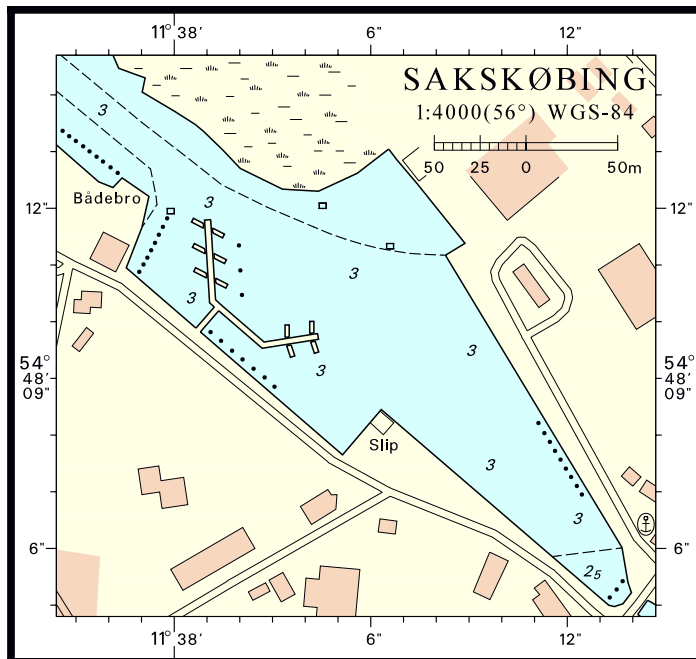 11° 38' 6" 12"
SAKSKØBING
1:4000(56°) WGS-84
50 25 0 50m
3
Bådebro
12" 3 12"
3
3
54° 48' 09" 3 3 54° 48' 09"
Slip
3
3
6" 6"
2₅
11° 38' 6" 12"